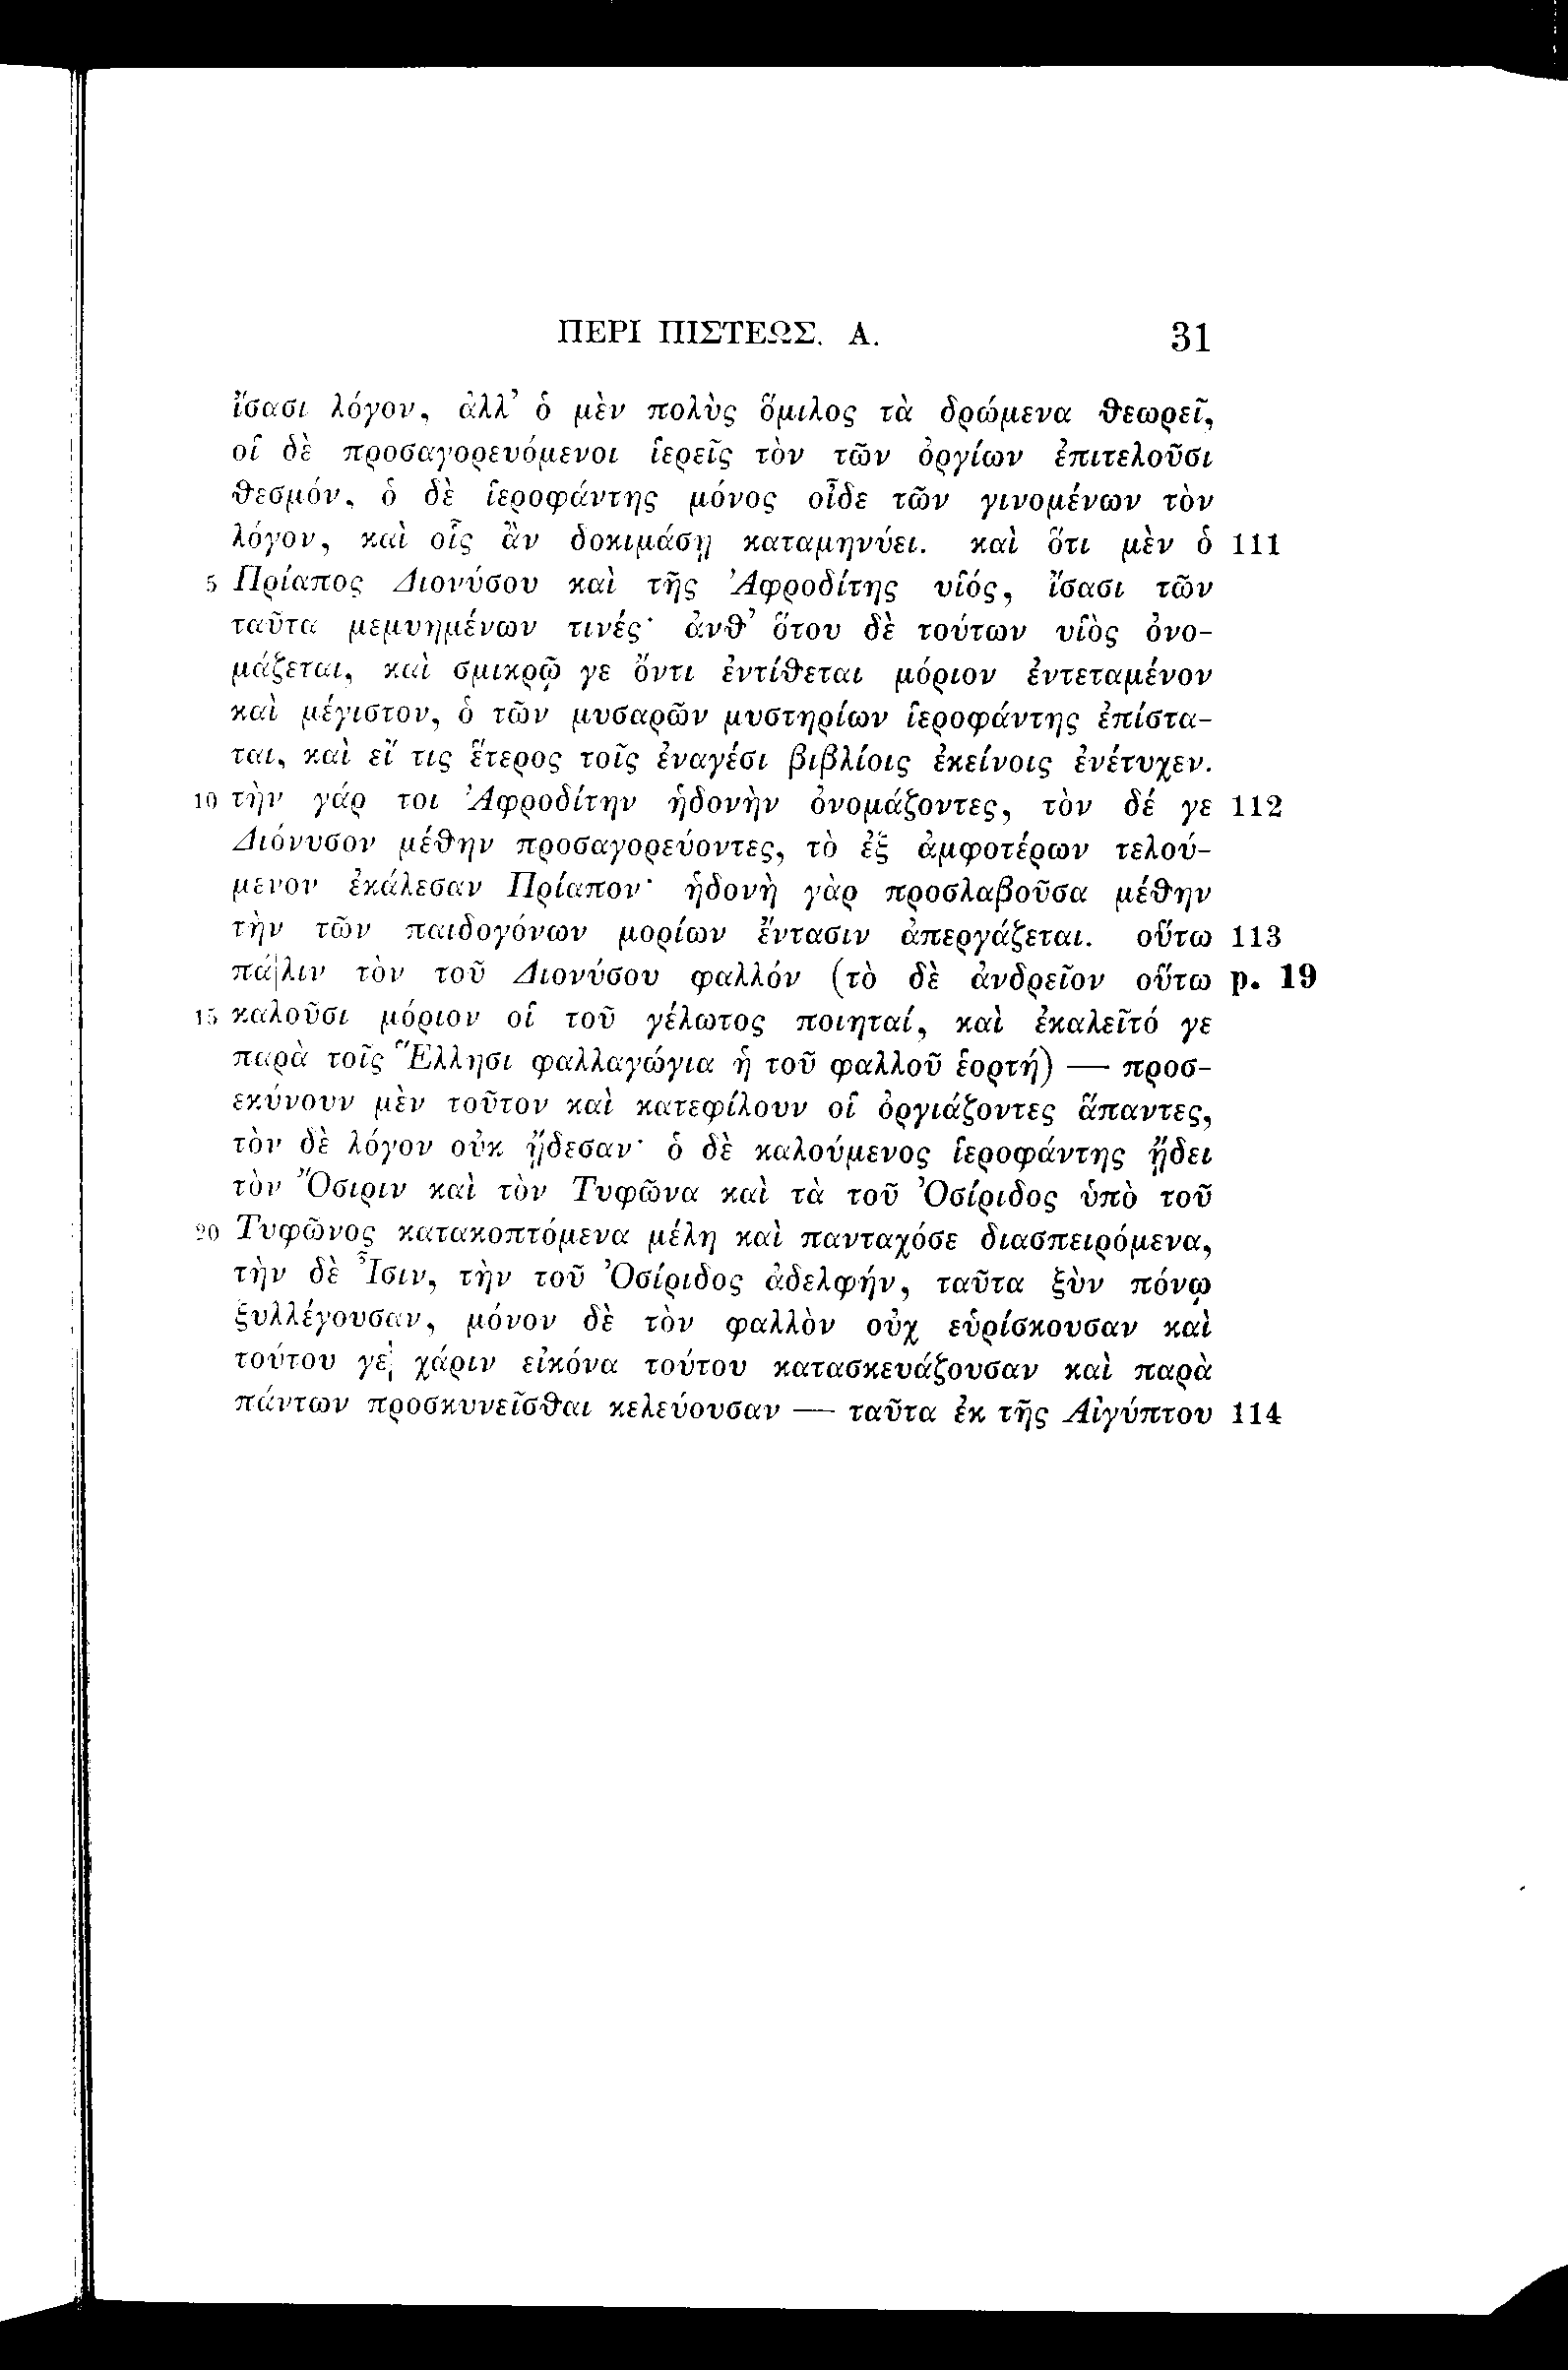 ΠΕΡΙ ΠΙΣΤΕΩΣ. Α. 31
ἴσασι λόγον, ἀλλ’ ὁ μὲν πολὺς ὅμιλος τὰ δρώμενα θεωρεῖ,
οἱ δὲ προσαγορευόμενοι ἱερεῖς τὸν τῶν ὀργίων ἐπιτελοῦσι
θεσμόν, ὁ δὲ ἱεροφάντης μόνος οἶδε τῶν γινομένων τὸν
λόγον, καὶ οἷς ἂν δοκιμάσῃ καταμηνύει. καὶ ὅτι μὲν ὁ 111
5 Πρίαπος Διονύσου καὶ τῆς Ἀφροδίτης υἱός, ἴσασι τῶν
ταῦτα μεμυημένων τινές· ἀνθ’ ὅτου δὲ τούτων υἱὸς ὀνο-
μάζεται, καὶ σμικρῷ γε ὄντι ἐντίθεται μόριον ἐντεταμένον
καὶ μέγιστον, ὁ τῶν μυσαρῶν μυστηρίων ἱεροφάντης ἐπίστα-
ται, καὶ εἴ τις ἕτερος τοῖς ἐναγέσι βιβλίοις ἐκείνοις ἐνέτυχεν.
10 τὴν γάρ τοι Ἀφροδίτην ἡδονὴν ὀνομάζοντες, τὸν δέ γε 112
Διόνυσον μέθην προσαγορεύοντες, τὸ ἐξ ἀμφοτέρων τελού-
μενον ἐκάλεσαν Πρίαπον· ἡδονὴ γὰρ προσλαβοῦσα μέθην
τὴν τῶν παιδογόνων μορίων ἔντασιν ἀπεργάζεται. οὕτω 113
πά|λιν τὸν τοῦ Διονύσου φαλλόν (τὸ δὲ ἀνδρεῖον οὕτω p. 19
15 καλοῦσι μόριον οἱ τοῦ γέλωτος ποιηταί, καὶ ἐκαλεῖτό γε
παρὰ τοῖς Ἕλλησι φαλλαγώγια ἡ τοῦ φαλλοῦ ἑορτή) — προσ-
εκύνουν μὲν τοῦτον καὶ κατεφίλουν οἱ ὀργιάζοντες ἅπαντες,
τὸν δὲ λόγον οὐκ ᾔδεσαν· ὁ δὲ καλούμενος ἱεροφάντης ᾔδει
τὸν Ὄσιριν καὶ τὸν Τυφῶνα καὶ τὰ τοῦ Ὀσίριδος ὑπὸ τοῦ
20 Τυφῶνος κατακοπτόμενα μέλη καὶ πανταχόσε διασπειρόμενα,
τὴν δὲ Ἶσιν, τὴν τοῦ Ὀσίριδος ἀδελφήν, ταῦτα ξὺν πόνῳ
ξυλλέγουσαν, μόνον δὲ τὸν φαλλὸν οὐχ εὑρίσκουσαν καὶ
τούτου γε χάριν εἰκόνα τούτου κατασκευάζουσαν καὶ παρὰ
πάντων προσκυνεῖσθαι κελεύουσαν — ταῦτα ἐκ τῆς Αἰγύπτου 114